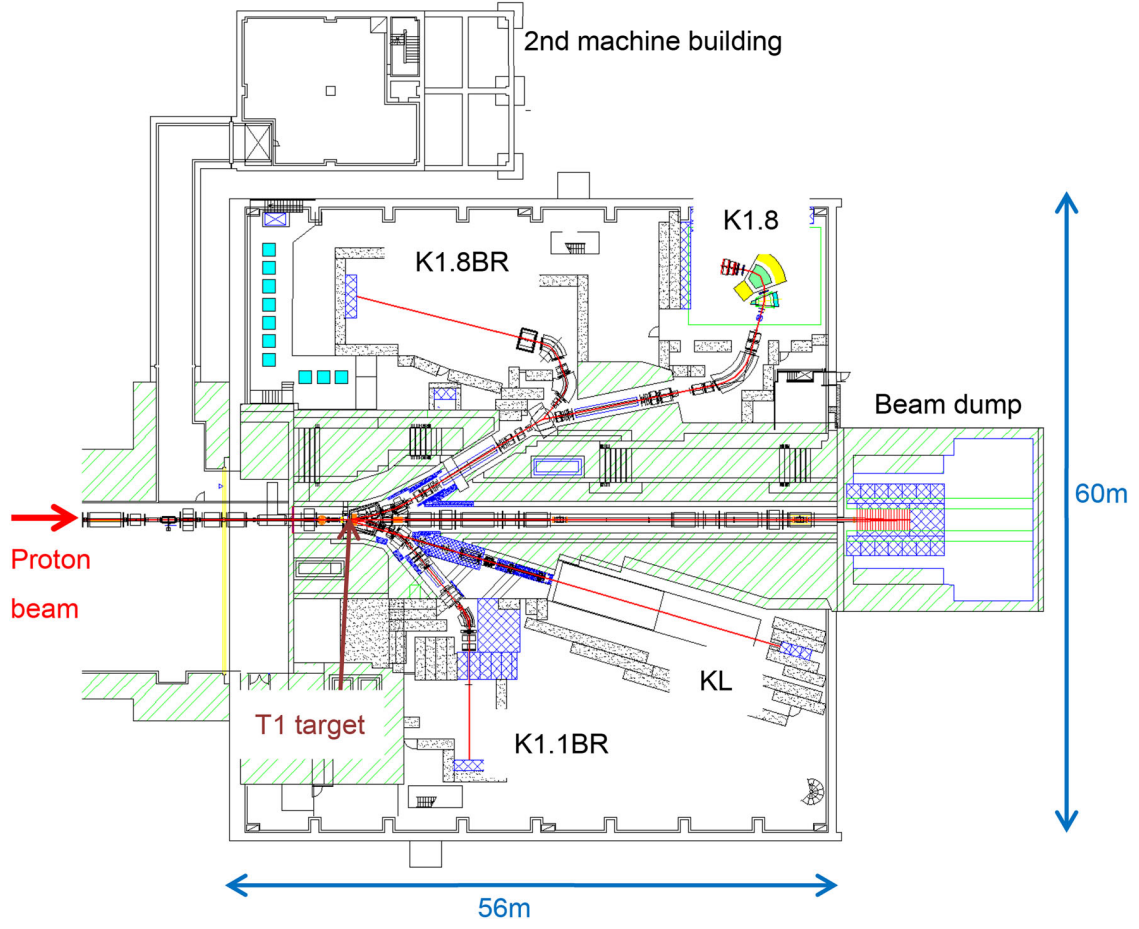 2nd machine building
K1.8
K1.8BR
Beam dump
60m
Proton
beam
KL
T1 target
K1.1BR
56m